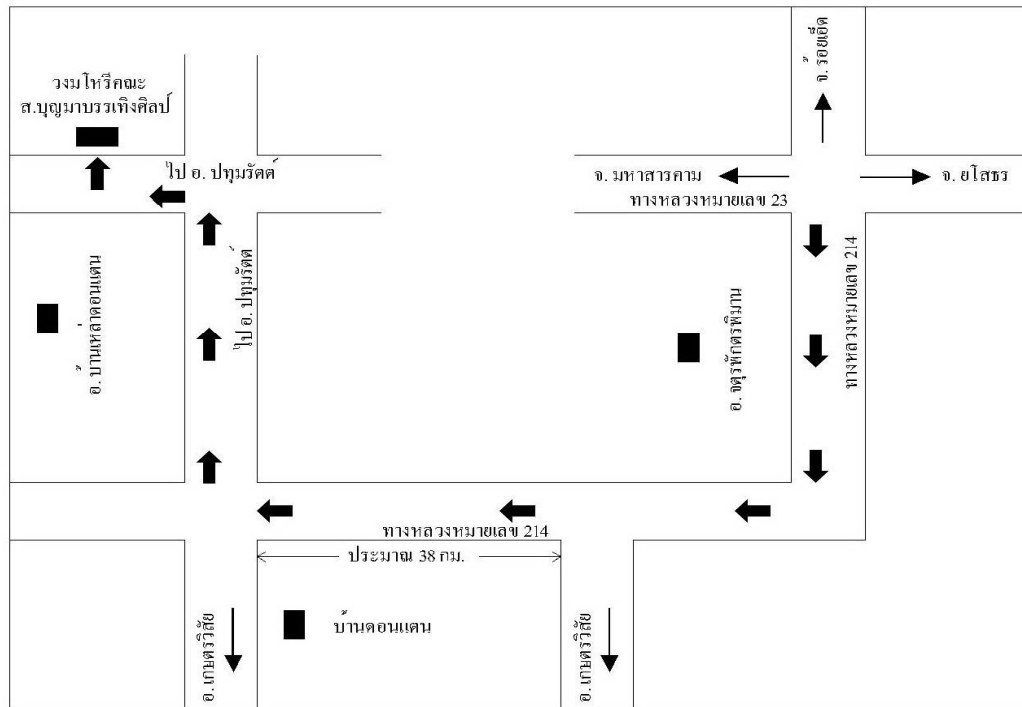 จ. ร้อยเอ็ด
วงมโหรีคณะ
ส.บุญมาบรรเทิงศิลป์
ไป อ. ปทุมรัตต์
จ. มหาสารคาม
จ. ยโสธร
ทางหลวงหมายเลข 23
ทางหลวงหมายเลข 214
ไป อ. ปทุมรัตต์
อ. บ้านเหล่าดอนแตน
อ. จตุรพักตรพิมาน
ทางหลวงหมายเลข 214
ประมาณ 38 กม.
บ้านดอนแตน
อ. เกษตรวิสัย
อ. เกษตรวิสัย